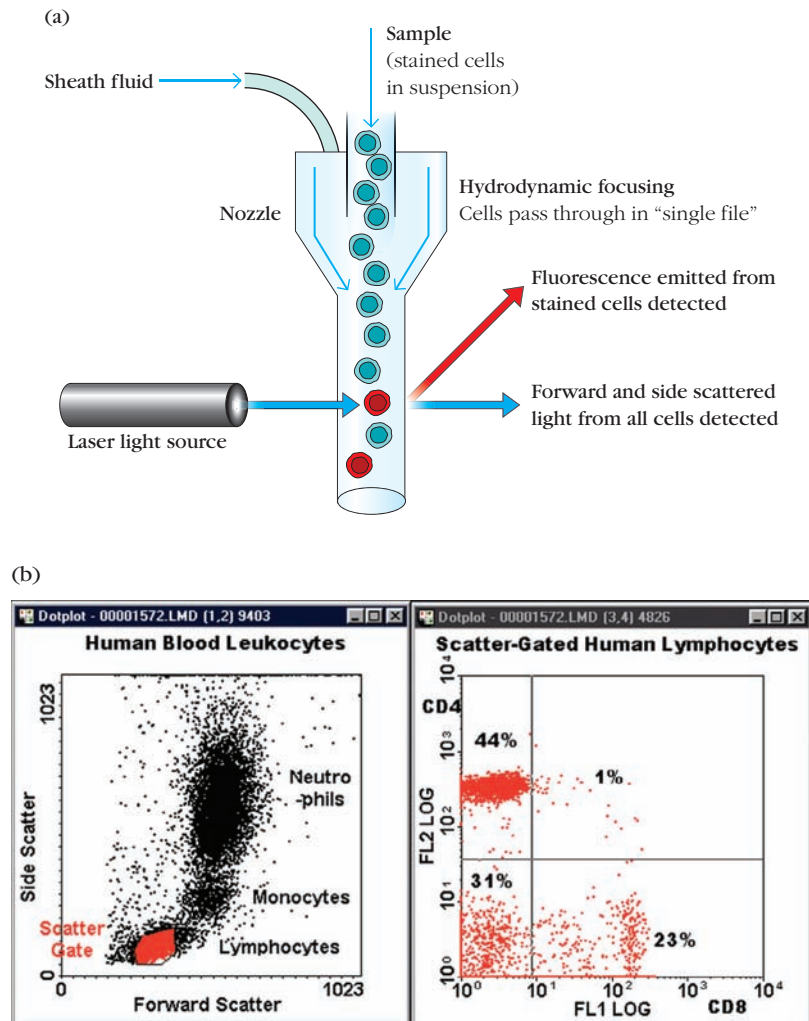 (a)
Sample
(stained cells
in suspension)
Sheath fluid
Nozzle
Hydrodynamic focusing
Cells pass through in “single file”
Fluorescence emitted from
stained cells detected
Forward and side scattered
light from all cells detected
Laser light source
(b)
Dotplot - 00001572.LMD (1,2) 9403
Human Blood Leukocytes
1023
Side Scatter
0
Neutro
-phils
Monocytes
Scatter
Gate
Lymphocytes
0
1023
Forward Scatter
Dotplot - 00001572.LMD (3,4) 4826
Scatter-Gated Human Lymphocytes
10⁴
CD4
10³
44%
1%
FL2 LOG
10²
31%
10¹
23%
10⁰
10⁰ 10¹ 10² 10³ 10⁴
FL1 LOG
CD8